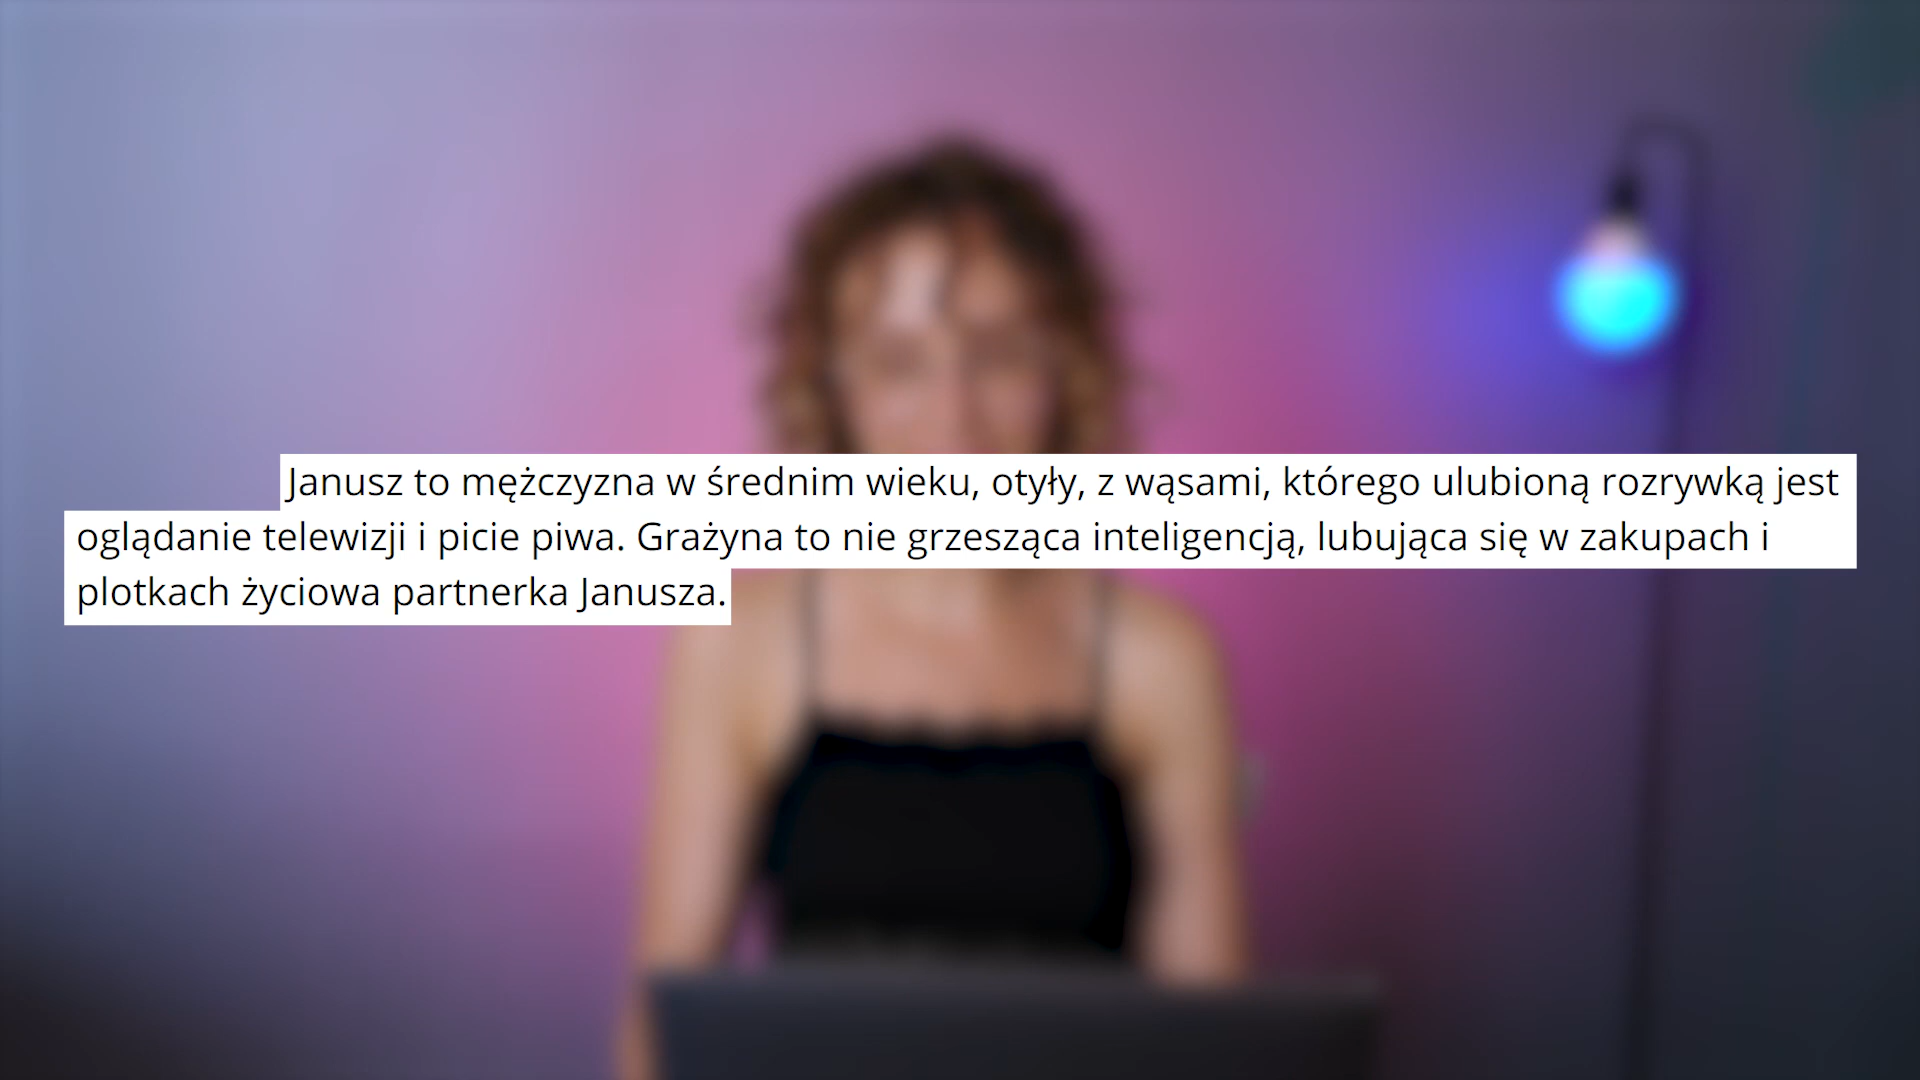 Janusz to mężczyzna w średnim wieku, otyły, z wąsami, którego ulubioną rozrywką jest
oglądanie telewizji i picie piwa. Grażyna to nie grzesząca inteligencją, lubująca się w zakupach i
plotkach życiowa partnerka Janusza.